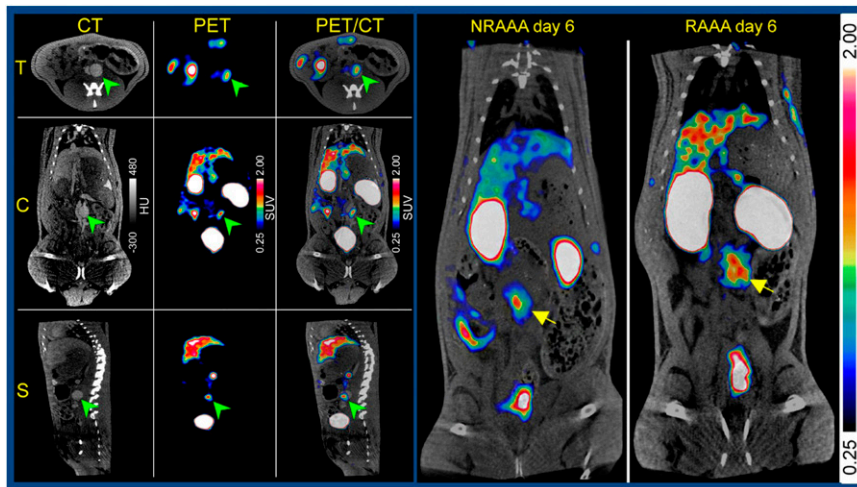 CT PET PET/CT
NRAAA day 6 RAAA day 6
T
C
S
480
HU
-300
2.00
SUV
0.25
2.00
SUV
0.25
2.00
0.25